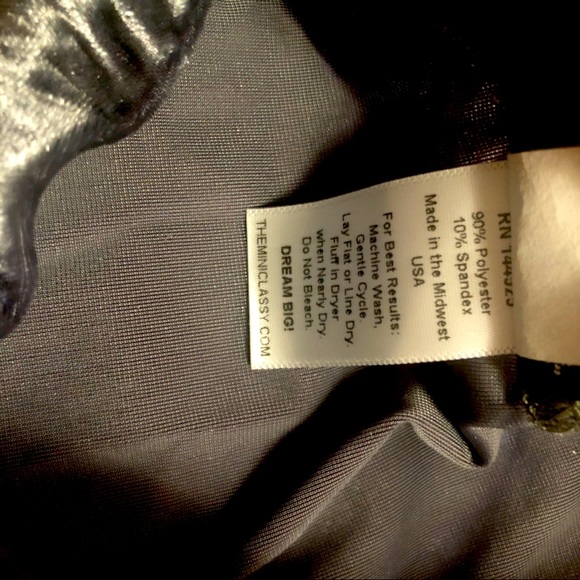 RN 144325
90% Polyester
10% Spandex
Made in the Midwest
USA
For Best Results:
Machine Wash,
Gentle Cycle
Lay Flat or Line Dry,
when Nearly Dry,
Fluff in Dryer
Do Not Bleach.
DREAM BIG!
THEMINICLASSY.COM